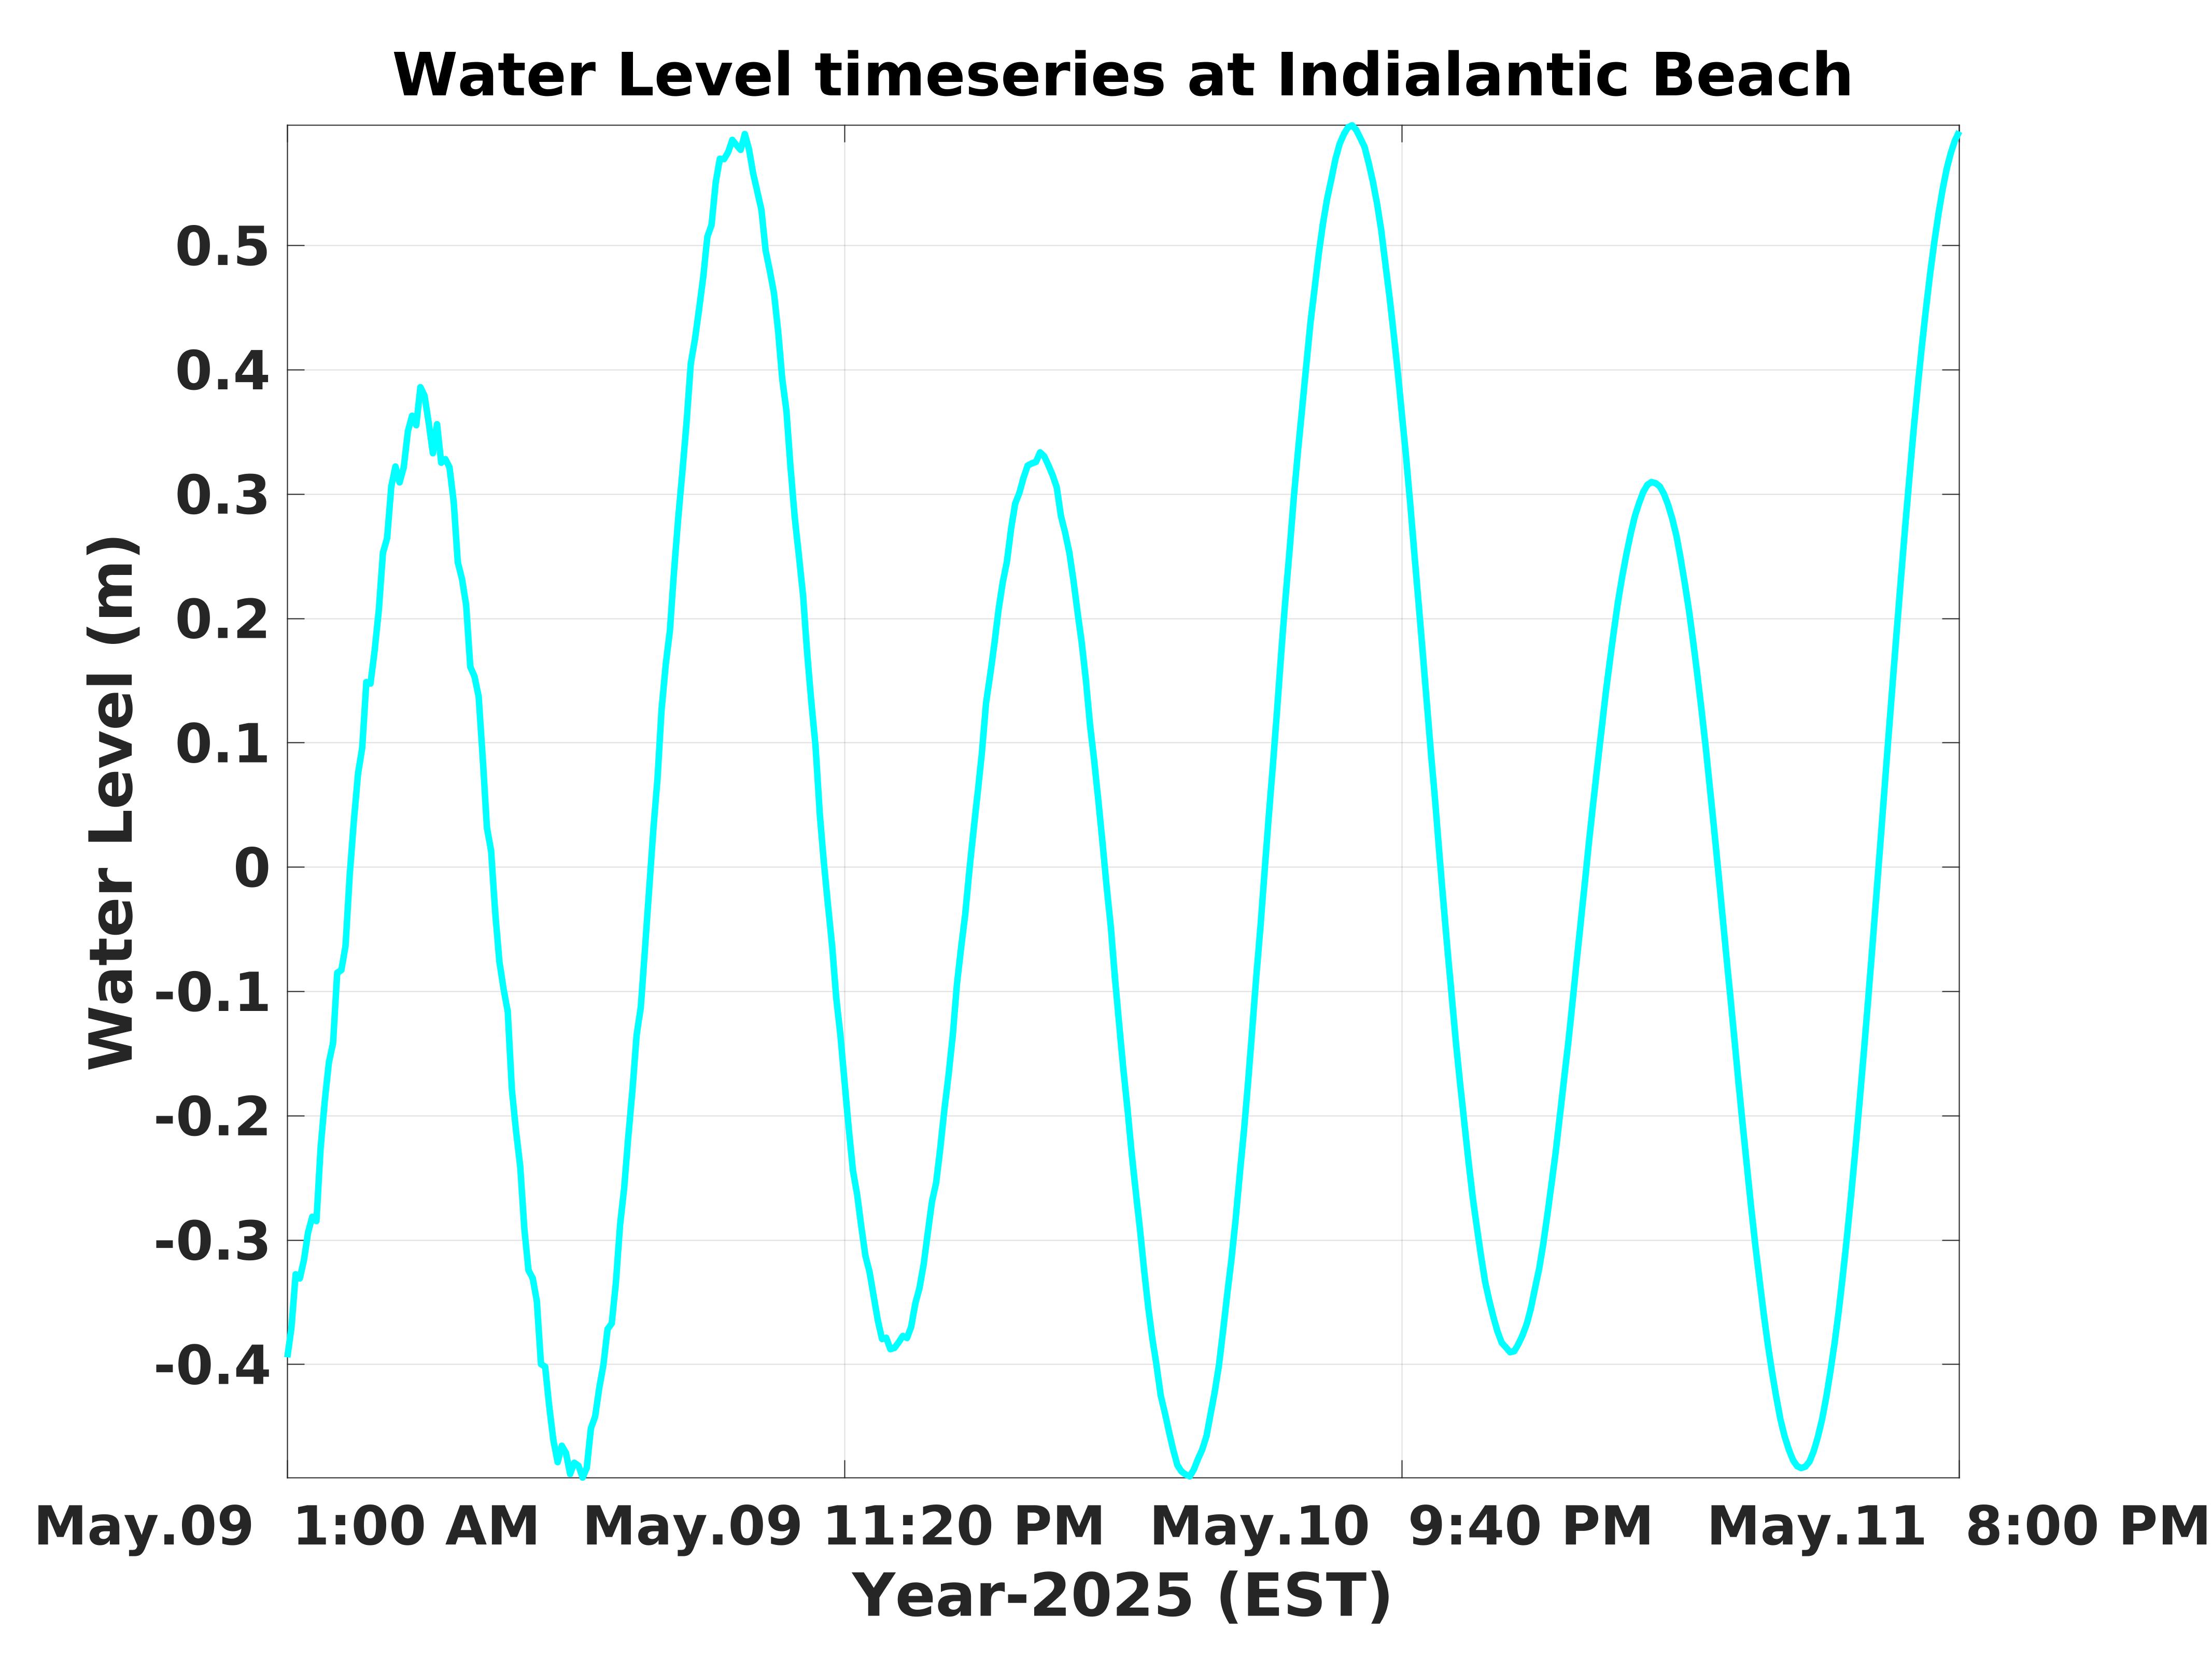 Water Level timeseries at Indialantic Beach
Water Level (m)
0.5
0.4
0.3
0.2
0.1
0
-0.1
-0.2
-0.3
-0.4
May.09  1:00 AM
May.09 11:20 PM
May.10  9:40 PM
May.11  8:00 PM
Year-2025 (EST)